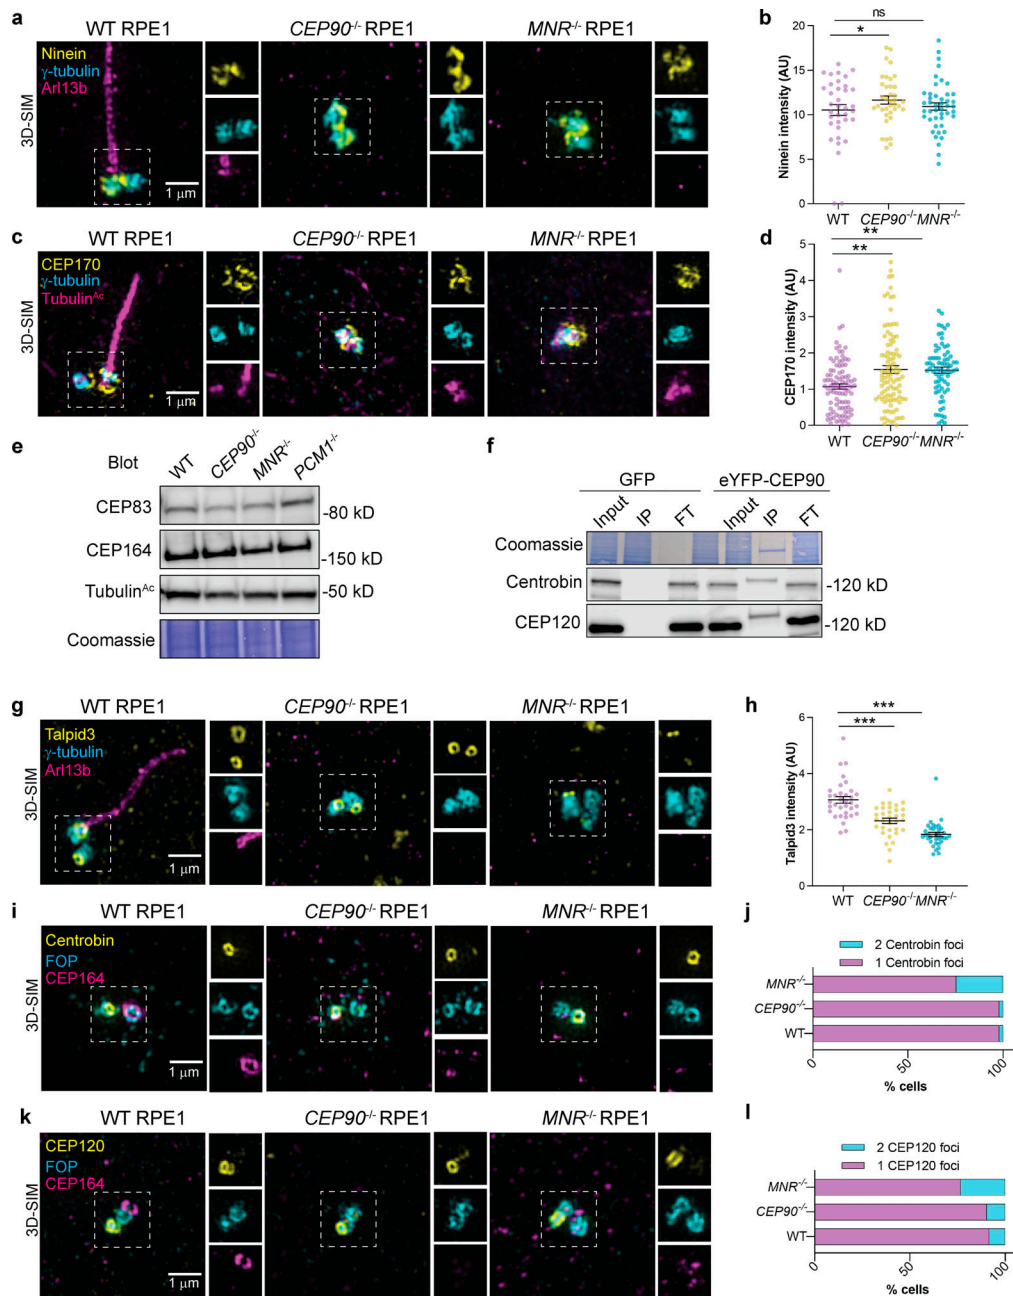 a
WT RPE1
CEP90-/- RPE1
MNR-/- RPE1
3D-SIM
Ninein
γ-tubulin
Arl13b
1 μm
b
ns
*
Ninein intensity (AU)
20
15
10
5
0
WT
CEP90-/-
MNR-/-
c
WT RPE1
CEP90-/- RPE1
MNR-/- RPE1
3D-SIM
CEP170
γ-tubulin
TubulinAc
1 μm
d
**
**
CEP170 intensity (AU)
5
4
3
2
1
0
WT
CEP90-/-
MNR-/-
e
Blot
WT
CEP90-/-
MNR-/-
PCM1-/-
CEP83
-80 kD
CEP164
-150 kD
TubulinAc
-50 kD
Coomassie
f
GFP
eYFP-CEP90
Input
IP
FT
Input
IP
FT
Coomassie
Centrobin
-120 kD
CEP120
-120 kD
g
WT RPE1
CEP90-/- RPE1
MNR-/- RPE1
3D-SIM
Talpid3
γ-tubulin
Arl13b
1 μm
h
***
***
Talpid3 intensity (AU)
6
4
2
0
WT
CEP90-/-
MNR-/-
i
WT RPE1
CEP90-/- RPE1
MNR-/- RPE1
3D-SIM
Centrobin
FOP
CEP164
1 μm
j
2 Centrobin foci
1 Centrobin foci
MNR-/-
CEP90-/-
WT
0
50
100
% cells
k
WT RPE1
CEP90-/- RPE1
MNR-/- RPE1
3D-SIM
CEP120
FOP
CEP164
1 μm
l
2 CEP120 foci
1 CEP120 foci
MNR-/-
CEP90-/-
WT
0
50
100
% cells